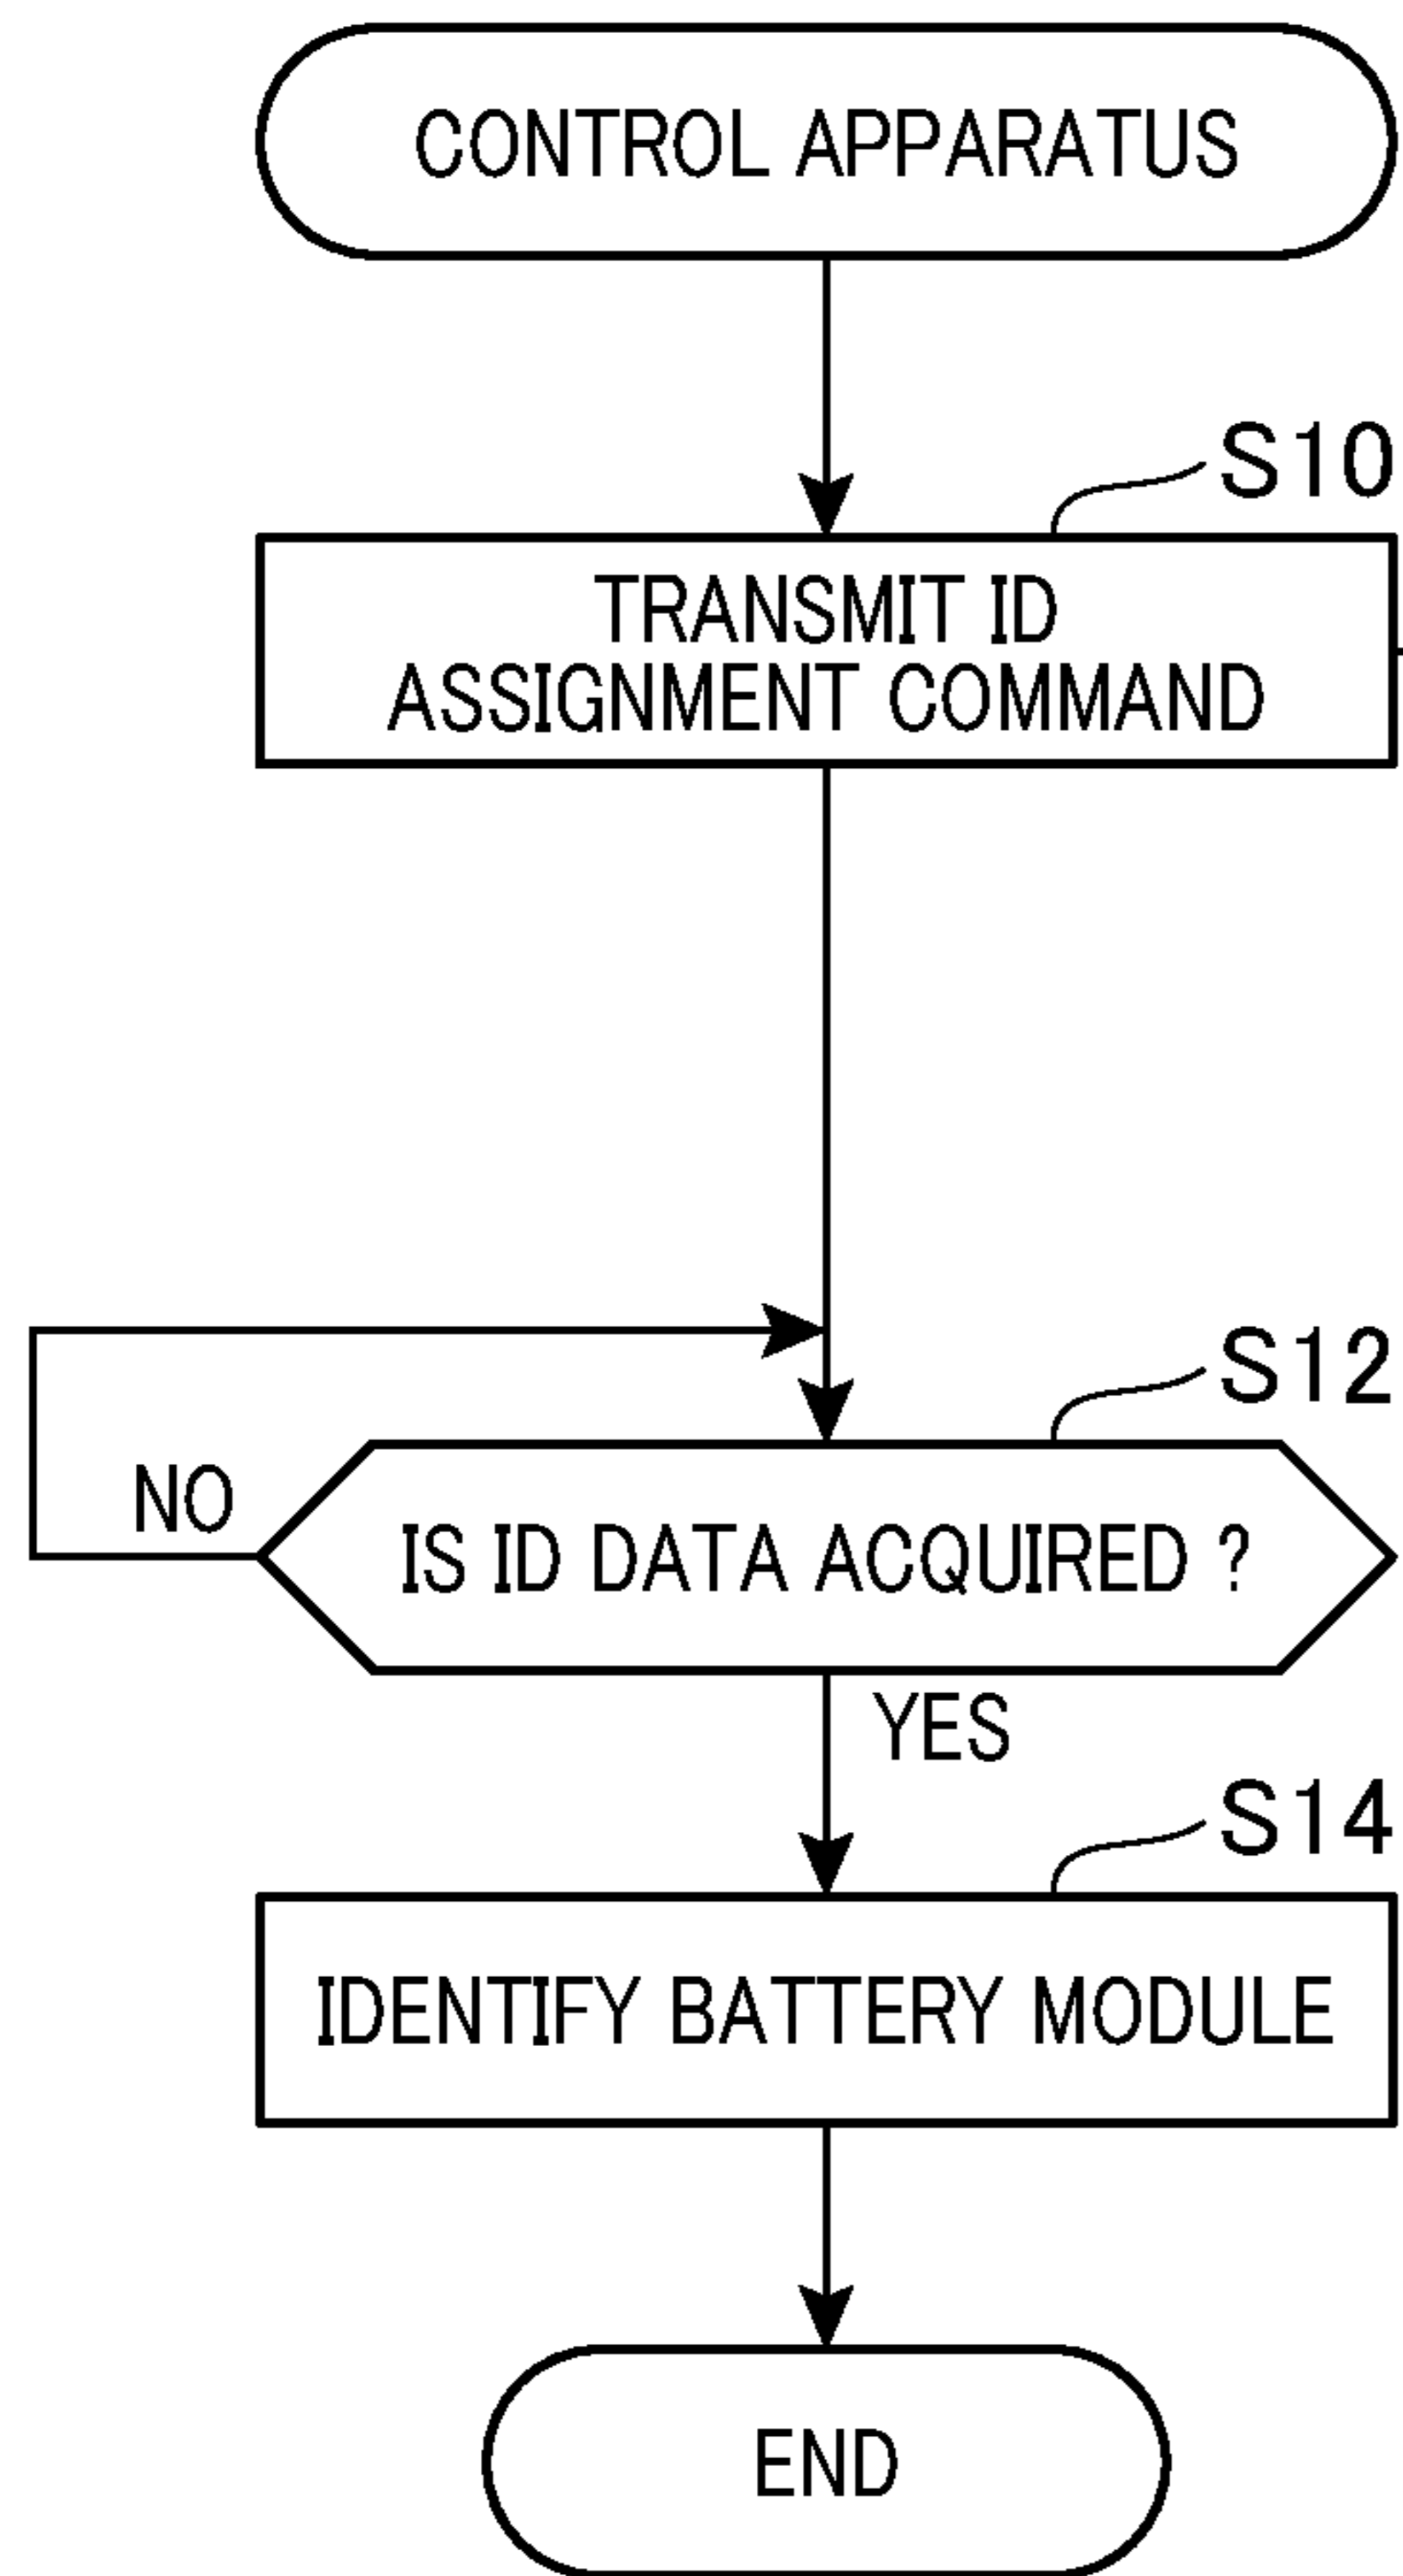 CONTROL APPARATUS
S10
TRANSMIT ID
ASSIGNMENT COMMAND
S12
NO
IS ID DATA ACQUIRED ?
YES
S14
IDENTIFY BATTERY MODULE
END